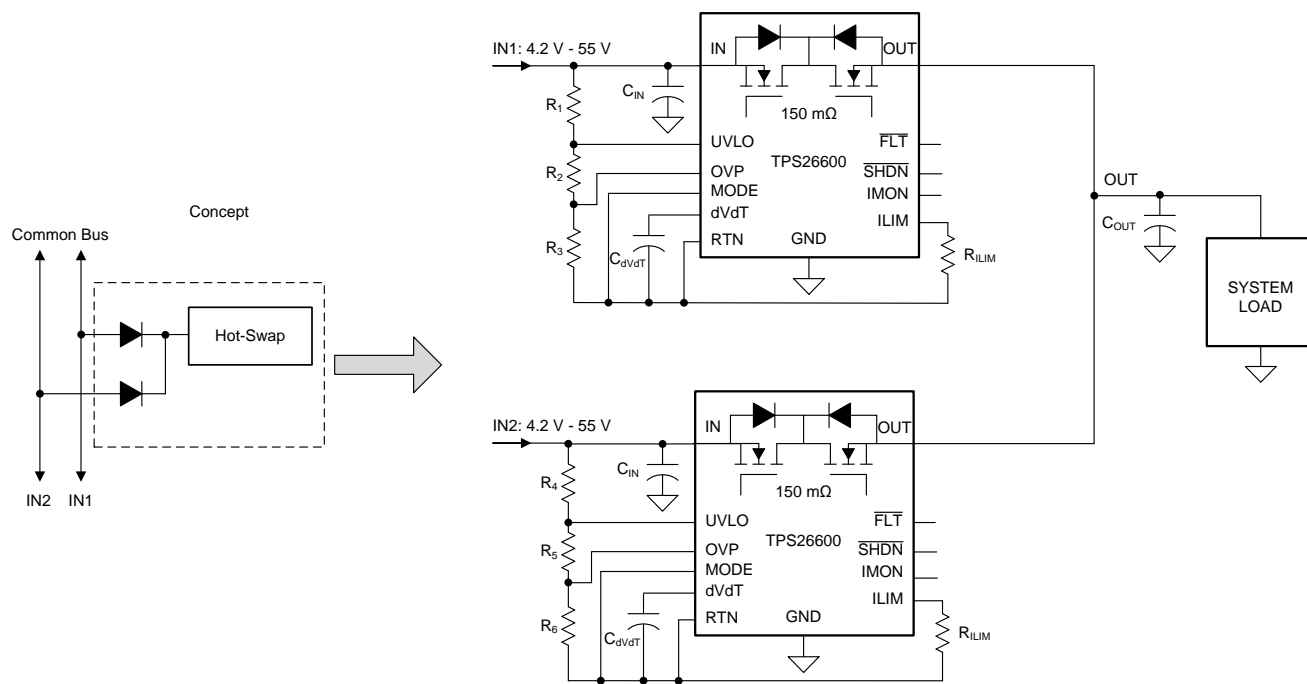 Concept
Common Bus
Hot-Swap
IN2
IN1
IN1: 4.2 V - 55 V
R1
CIN
R2
R3
CdVdT
IN
OUT
150 mΩ
UVLO
TPS26600
FLT
OVP
SHDN
MODE
IMON
dVdT
ILIM
RTN
GND
RILIM
OUT
COUT
SYSTEM
LOAD
IN2: 4.2 V - 55 V
R4
CIN
R5
R6
CdVdT
IN
OUT
150 mΩ
UVLO
TPS26600
FLT
OVP
SHDN
MODE
IMON
dVdT
ILIM
RTN
GND
RILIM